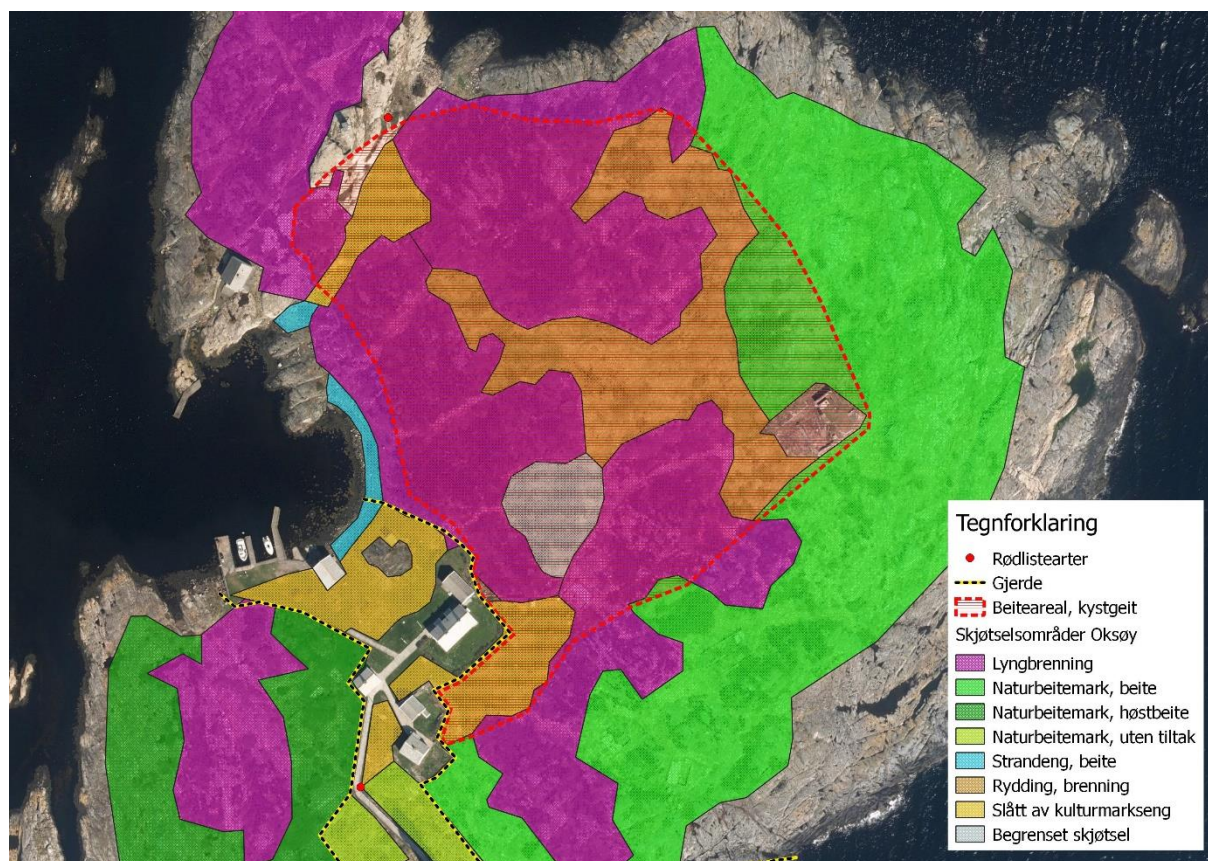 Tegnforklaring
Rødlistearter
Gjerde
Beiteareal, kystgeit
Skjøtselsområder Oksøy
Lyngbrenning
Naturbeitemark, beite
Naturbeitemark, høstbeite
Naturbeitemark, uten tiltak
Strandeng, beite
Rydding, brenning
Slått av kulturmarkseng
Begrenset skjøtsel